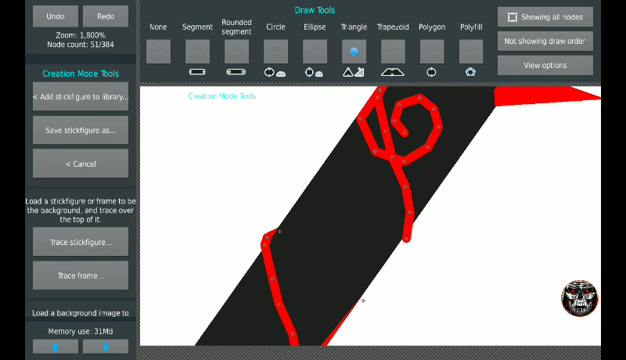 Undo
Redo
Zoom: 1,800%
Node count: 51/384
Creation Mode Tools
< Add stickfigure to library...
Save stickfigure as...
< Cancel
Load a stickfigure or frame to be
the background, and trace over
the top of it.
Trace stickfigure...
Trace frame...
Load a background image to
Memory use: 31MB
Draw Tools
None
Segment
Rounded
segment
Circle
Ellipse
Triangle
Trapezoid
Polygon
Polyfill
Showing all nodes
Not showing draw order
View options
Creation Mode Tools